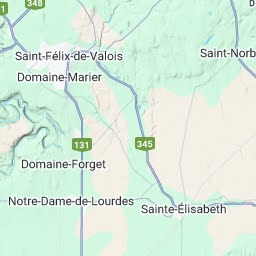 348
1
Saint-Félix-de-Valois
Saint-Norb
Domaine-Marier
131
345
Domaine-Forget
Notre-Dame-de-Lourdes
Sainte-Élisabeth